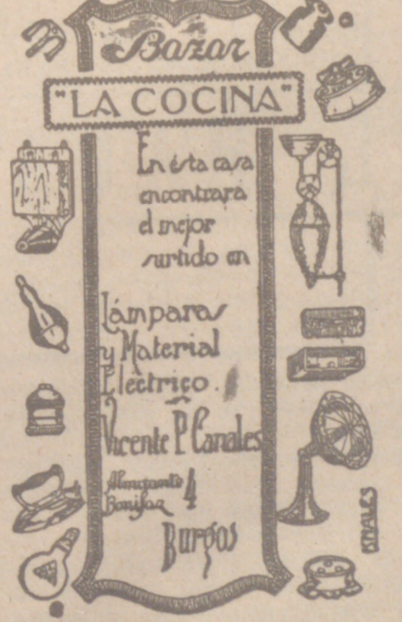 Bazar
"LA COCINA"
En ésta casa
encontrará
el mejor
surtido en
Lámparas
y Material
Eléctrico.
Vicente P. Canales
Almirante
Bonifaz 4
Burgos